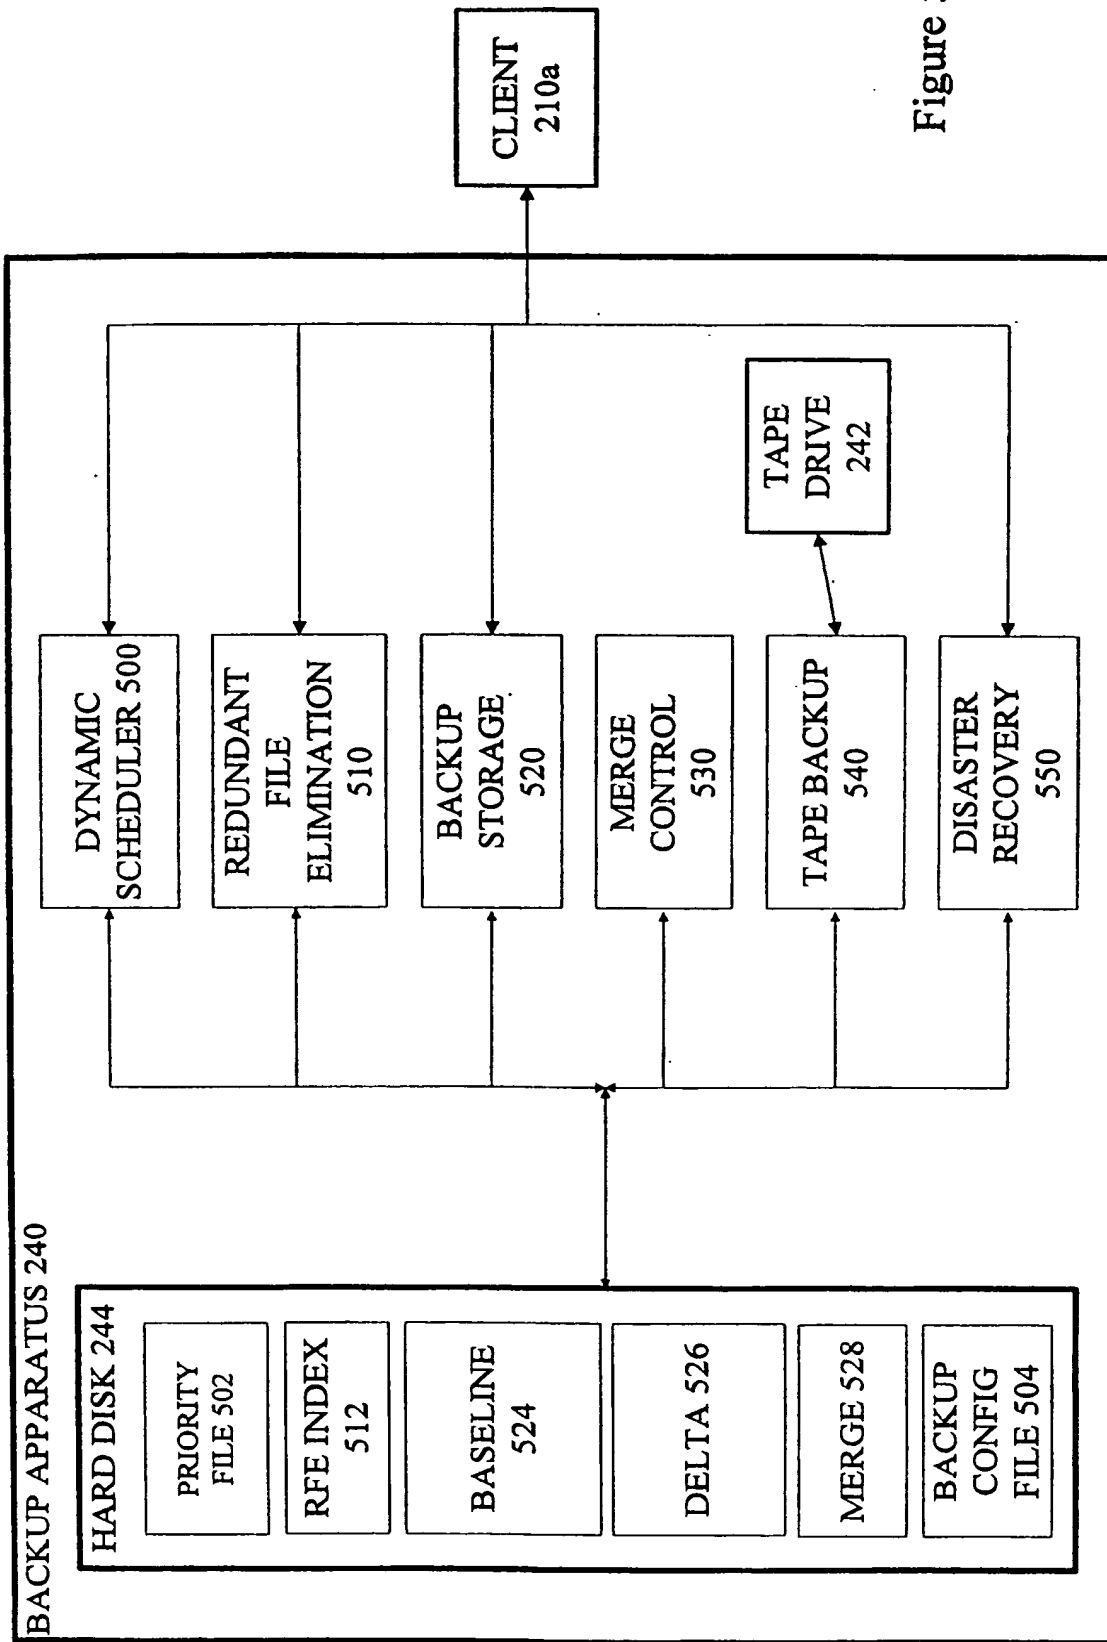 BACKUP APPARATUS 240
HARD DISK 244
PRIORITY
FILE 502
RFE INDEX
512
BASELINE
524
DELTA 526
MERGE 528
BACKUP
CONFIG
FILE 504
DYNAMIC
SCHEDULER 500
REDUNDANT
FILE
ELIMINATION
510
BACKUP
STORAGE
520
MERGE
CONTROL
530
TAPE BACKUP
540
DISASTER
RECOVERY
550
TAPE
DRIVE
242
CLIENT
210a
Figure